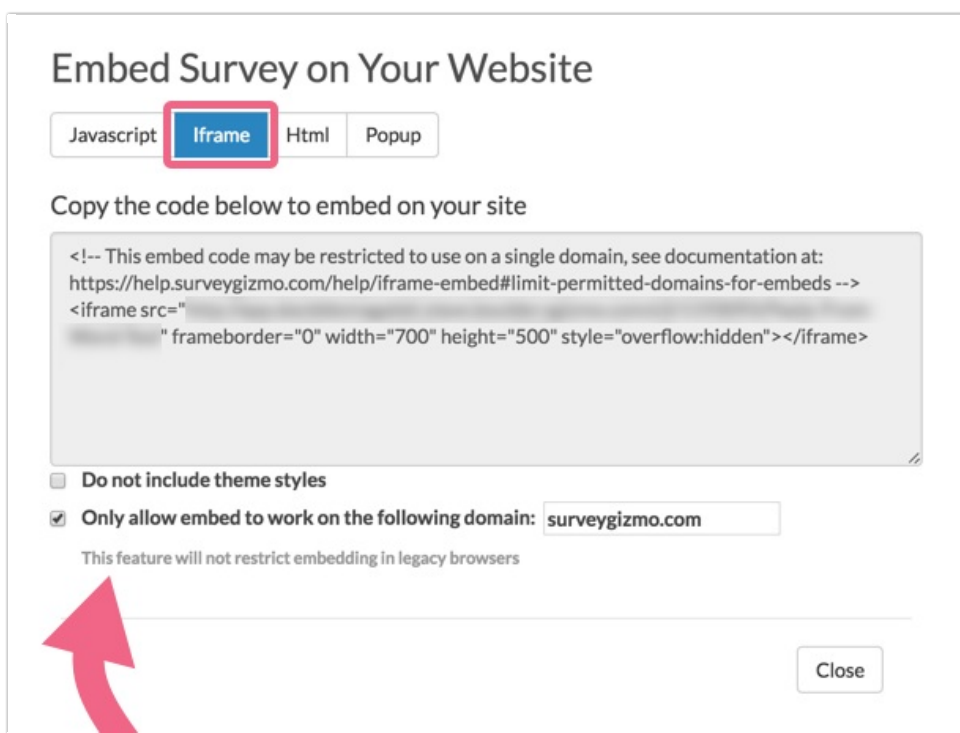 Embed Survey on Your Website
Javascript Iframe Html Popup
Copy the code below to embed on your site
<!-- This embed code may be restricted to use on a single domain, see documentation at:
https://help.surveygizmo.com/help/iframe-embed#limit-permitted-domains-for-embeds -->
<iframe src="
" frameborder="0" width="700" height="500" style="overflow:hidden"></iframe>
Do not include theme styles
Only allow embed to work on the following domain: surveygizmo.com
This feature will not restrict embedding in legacy browsers
Close